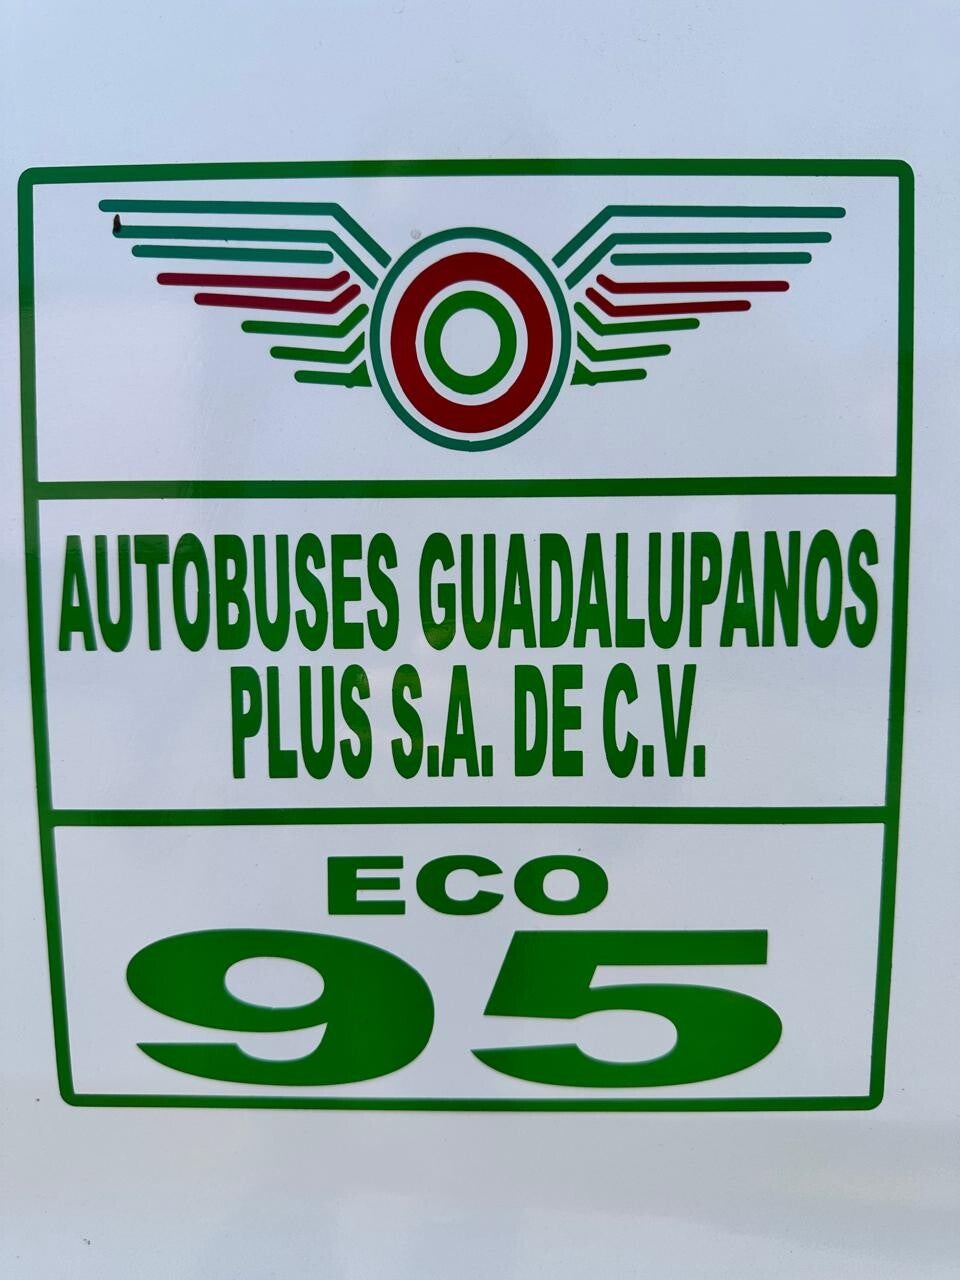 AUTOBUSES GUADALUPANOS
PLUS S.A. DE C.V.
ECO
95